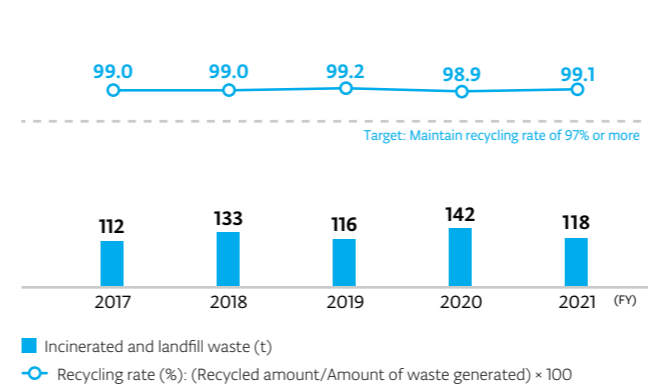 99.0 99.0 99.2 98.9 99.1
Target: Maintain recycling rate of 97% or more
112 133 116 142 118
2017 2018 2019 2020 2021 (FY)
Incinerated and landfill waste (t)
Recycling rate (%): (Recycled amount/Amount of waste generated) × 100